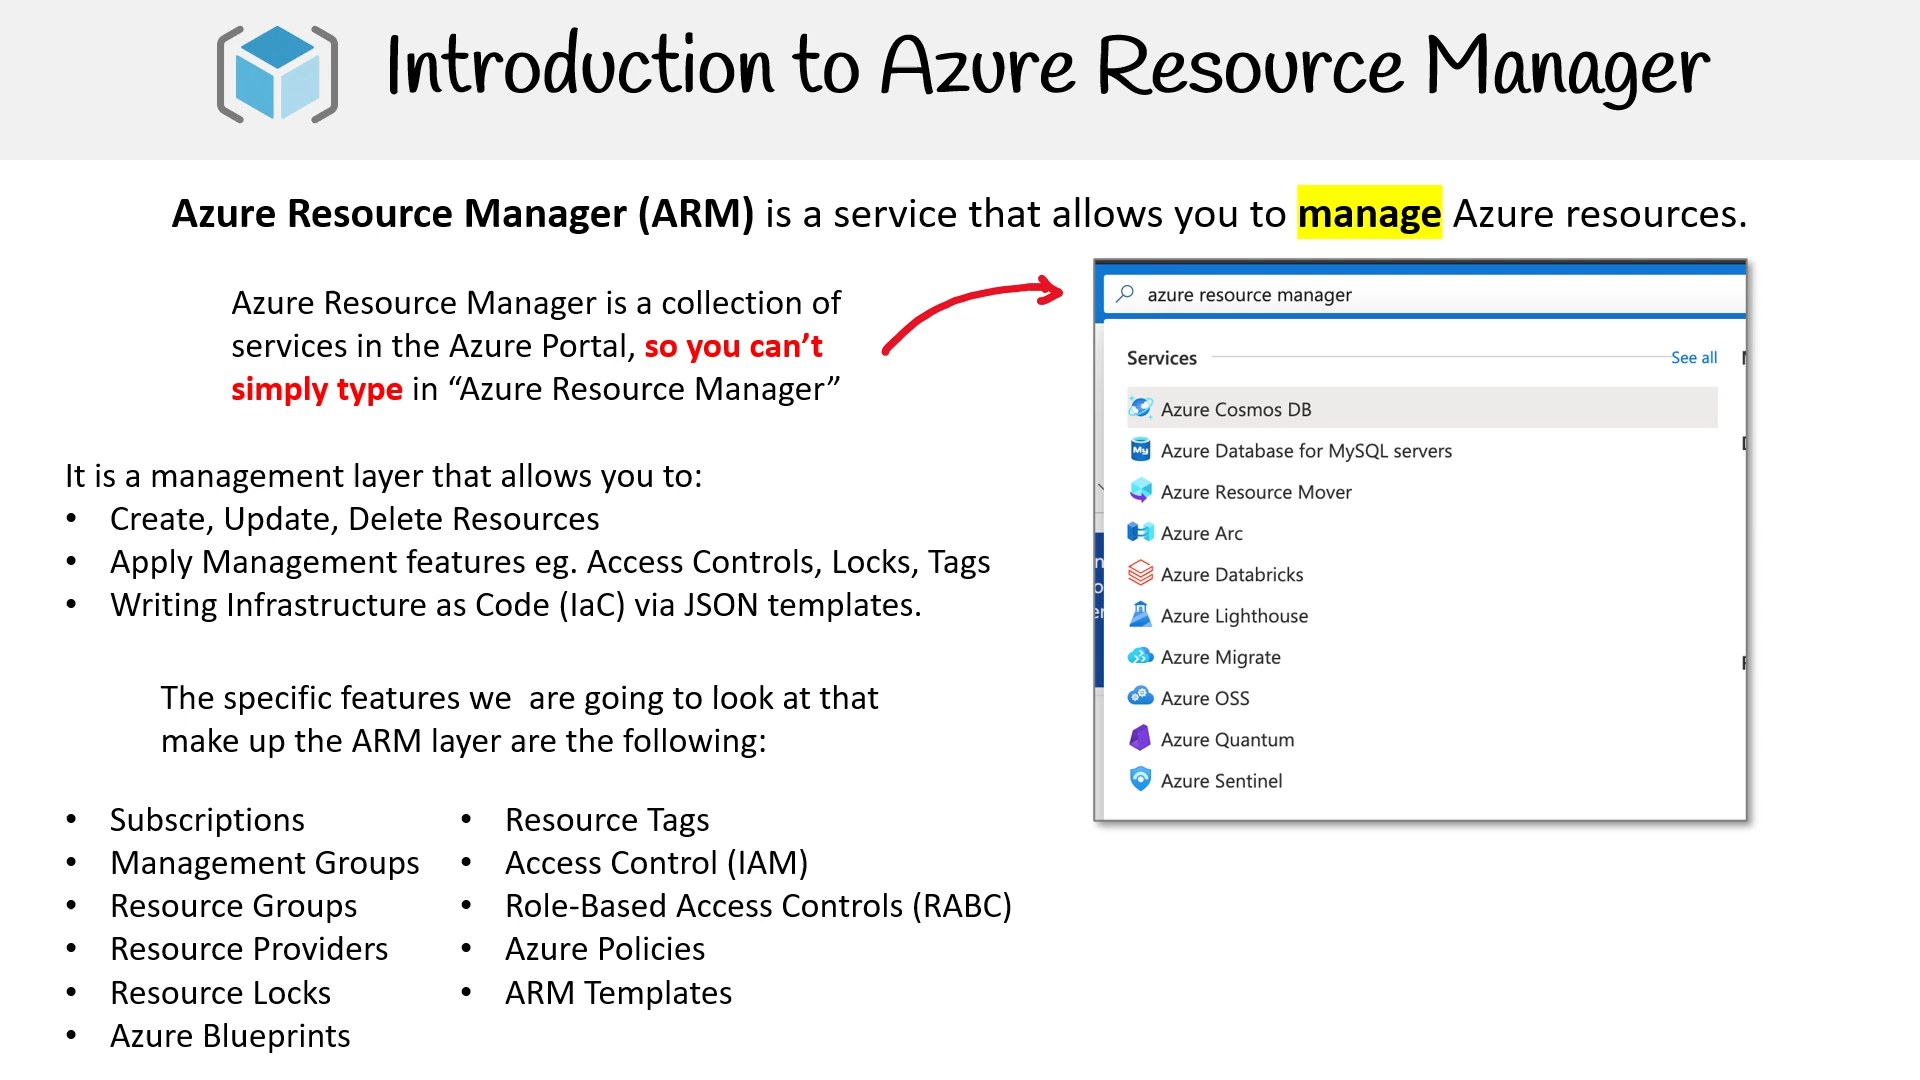 Introduction to Azure Resource Manager
Azure Resource Manager (ARM) is a service that allows you to manage Azure resources.
Azure Resource Manager is a collection of
services in the Azure Portal, so you can't
simply type in “Azure Resource Manager”
It is a management layer that allows you to:
• Create, Update, Delete Resources
• Apply Management features eg. Access Controls, Locks, Tags
• Writing Infrastructure as Code (IaC) via JSON templates.
The specific features we  are going to look at that
make up the ARM layer are the following:
• Subscriptions
• Management Groups
• Resource Groups
• Resource Providers
• Resource Locks
• Azure Blueprints
• Resource Tags
• Access Control (IAM)
• Role-Based Access Controls (RABC)
• Azure Policies
• ARM Templates
azure resource manager
Services See all
Azure Cosmos DB
My Azure Database for MySQL servers
Azure Resource Mover
Azure Arc
Azure Databricks
Azure Lighthouse
Azure Migrate
Azure OSS
Azure Quantum
Azure Sentinel